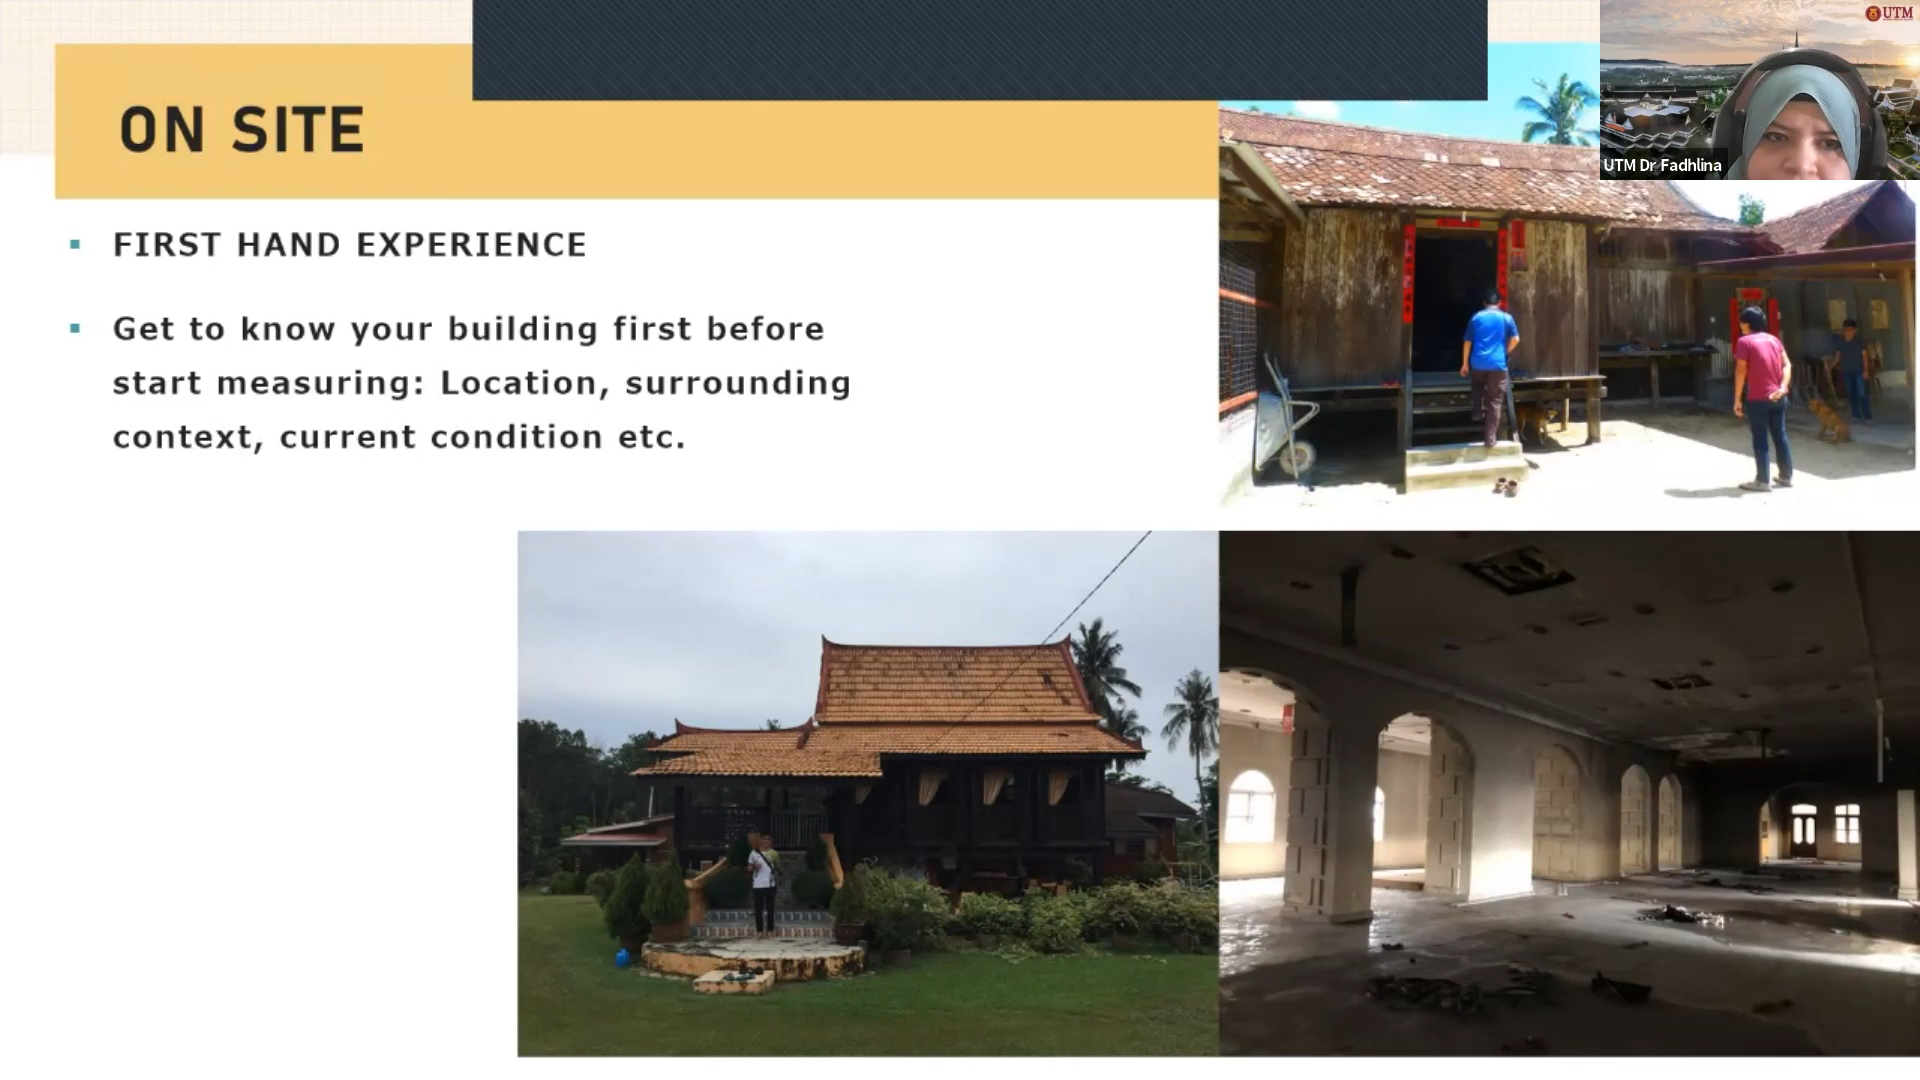 ON SITE
UTM
UTM Dr Fadhlina
▪ FIRST HAND EXPERIENCE
▪ Get to know your building first before
start measuring: Location, surrounding
context, current condition etc.